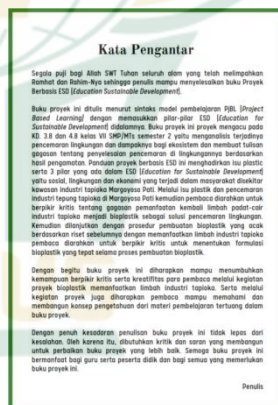 Kata Pengantar
Segala puji bagi Allah SWT Tuhan seluruh alam yang telah melimpahkan
Rahmat dan Rahim-Nya sehingga penulis mampu menyelesaikan buku Proyek
Berbasis ESD (Education Sustainable Development).
Buku proyek ini ditulis menurut sintaks model pembelajaran PjBL (Project
Based Learning) dengan memasukkan pilar-pilar ESD (Education for
Sustainable Development) didalamnya. Buku proyek ini proyek mengacu pada
KD. 3.8 dan 4.8 kelas VII SMP/MTs semester 2 yaitu menganalisis terjadinya
pencemaran lingkungan dan dampaknya bagi ekosistem dan membuat tulisan
gagasan tentang penyelesaian pencemaran di lingkungannya berdasarkan
hasil pengamatan. Panduan proyek berbasis ESD ini menghadirkan isu plastic
serta 3 pilar yang ada dalam ESD (Education for Sustainable Development)
yaitu sosial, lingkungan dan ekonomi yang terjadi didalam masyarakat disekitar
kawasan industri tapioka Margoyoso Pati. Melalui isu plastik dan pencemaran
industri tepung tapioka di Margoyoso Pati kemudian pembaca diarahkan untuk
berpikir kritis tentang gagasan pemanfaatan kembali limbah padat-cair
industri tapioka menjadi bioplastik sebagai solusi pencemaran lingkungan.
Kemudian dilanjutkan dengan prosedur pembuatan bioplastik yang acak
berdasarkan riset sebelumnya dengan memanfaatkan limbah industri tapioka
pembaca diarahkan untuk berpikir kritis untuk menentukan formulasi
bioplastik yang tepat selama proses pembuatan bioplastik.
Dengan begitu buku proyek ini diharapkan mampu menumbuhkan
kemampuan berpikir kritis serta kreatifitas para pembaca melalui kegiatan
proyek bioplastik memanfaatkan limbah industri tapioka. Serta melalui
kegiatan proyek juga diharapkan pembaca mampu memahami dan
membangun konsep pengetahuan dari materi pembelajaran tertuang dalam
buku proyek.
Dengan penuh kesadaran penulisan buku proyek ini tidak lepas dari
kesalahan. Oleh karena itu, dibutuhkan kritik dan saran yang membangun
untuk perbaikan buku proyek yang lebih baik. Semoga buku proyek ini
bermanfaat bagi guru serta peserta didik dan bagi semua yang memerlukan
buku proyek ini.
Penulis